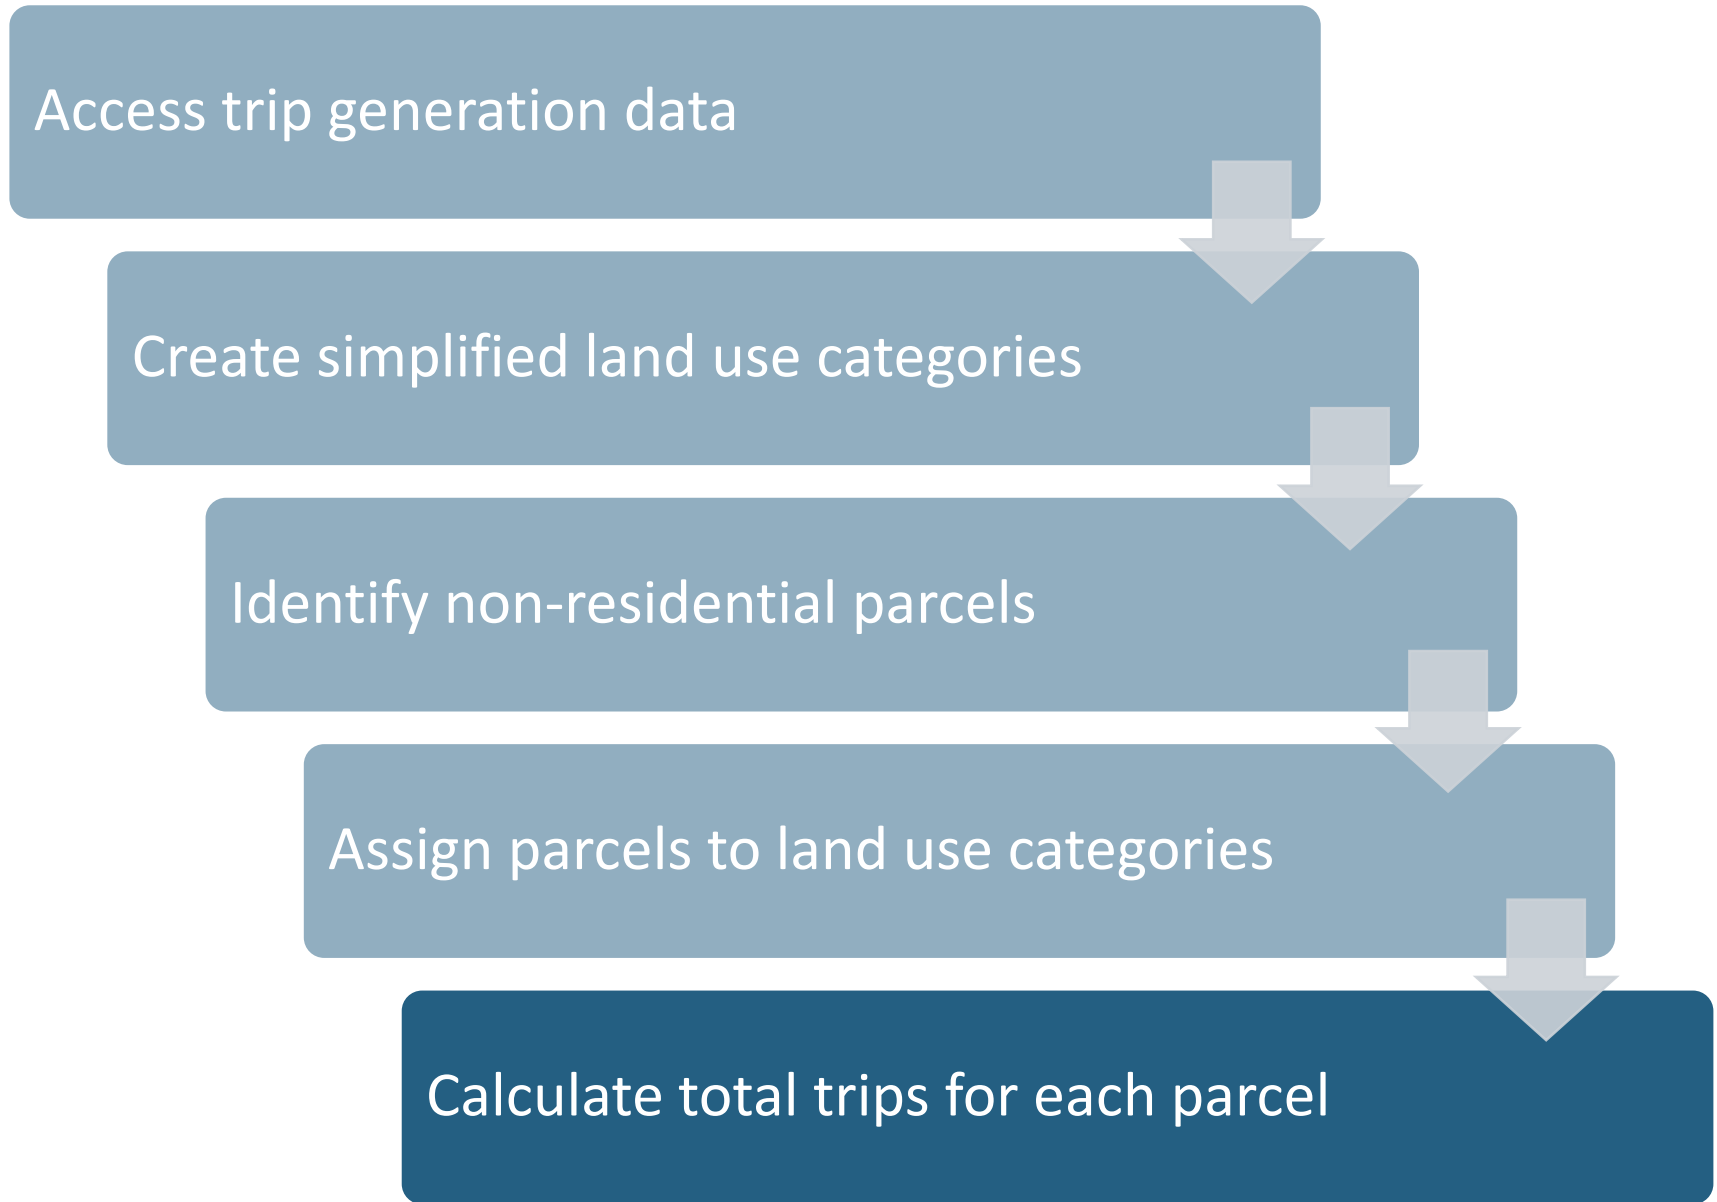 Access trip generation data
Create simplified land use categories
Identify non-residential parcels
Assign parcels to land use categories
Calculate total trips for each parcel